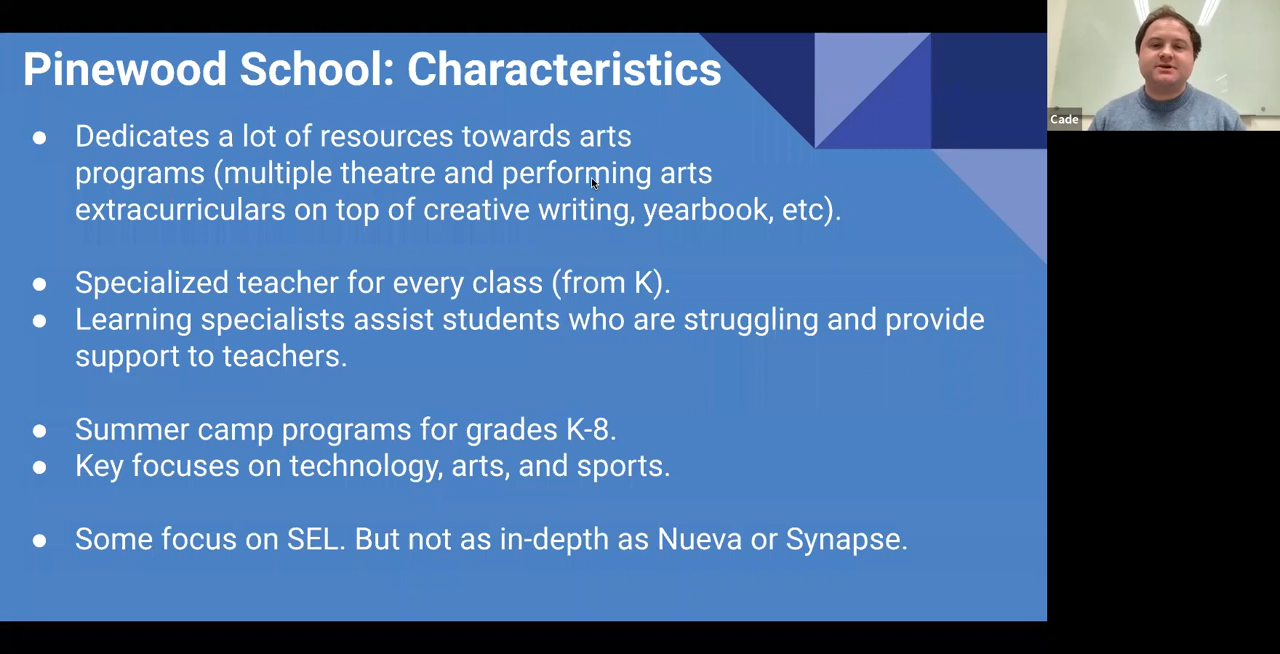 Pinewood School: Characteristics
● Dedicates a lot of resources towards arts
programs (multiple theatre and performing arts
extracurriculars on top of creative writing, yearbook, etc).
● Specialized teacher for every class (from K).
● Learning specialists assist students who are struggling and provide
support to teachers.
● Summer camp programs for grades K-8.
● Key focuses on technology, arts, and sports.
● Some focus on SEL. But not as in-depth as Nueva or Synapse.
Cade